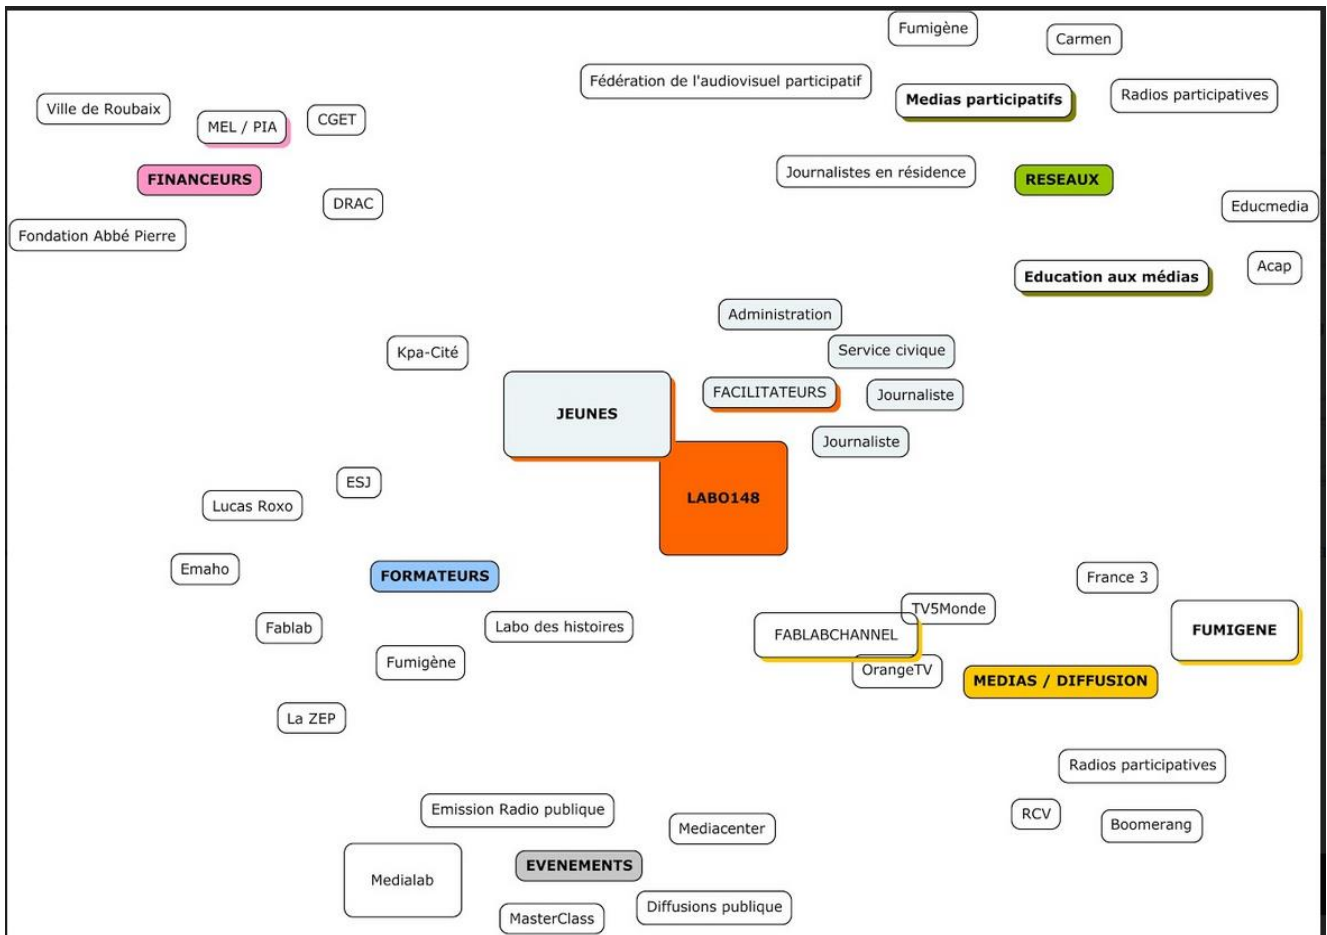 Fumigène
Carmen
Fédération de l'audiovisuel participatif
Medias participatifs
Radios participatives
Ville de Roubaix
MEL / PIA
CGET
FINANCEURS
DRAC
Fondation Abbé Pierre
Journalistes en résidence
RESEAUX
Educmedia
Acap
Education aux médias
Administration
Service civique
Kpa-Cité
JEUNES
FACILITATEURS
Journaliste
Journaliste
LABO148
ESJ
Lucas Roxo
Emaho
FORMATEURS
Fablab
Labo des histoires
Fumigène
La ZEP
France 3
TV5Monde
FABLABCHANNEL
FUMIGENE
OrangeTV
MEDIAS / DIFFUSION
Radios participatives
RCV
Boomerang
Emission Radio publique
Mediacenter
EVENEMENTS
Medialab
MasterClass
Diffusions publique